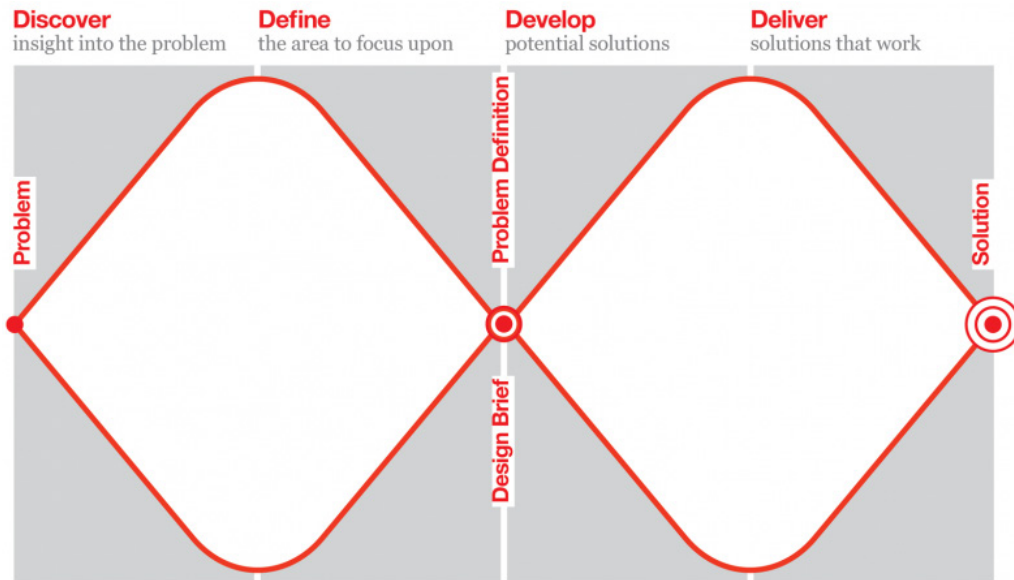 Discover
insight into the problem
Define
the area to focus upon
Develop
potential solutions
Deliver
solutions that work
Problem
Problem Definition
Design Brief
Solution